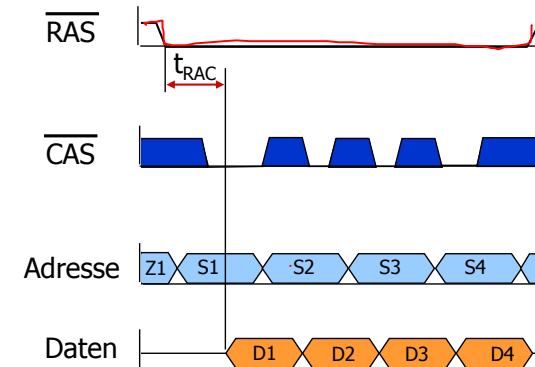 RAS
tRAC
CAS
Adresse Z1 S1 S2 S3 S4
Daten D1 D2 D3 D4